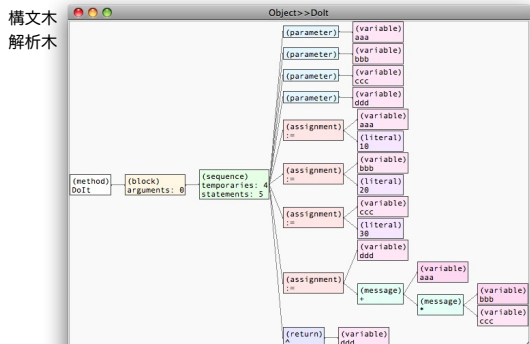 構文木
解析木
Object>>DoIt
(parameter)
(variable)
aaa
(parameter)
(variable)
bbb
(parameter)
(variable)
ccc
(parameter)
(variable)
ddd
(assignment)
:=
(variable)
aaa
(literal)
10
(assignment)
:=
(variable)
bbb
(literal)
20
(method)
DoIt
(block)
arguments: 0
(sequence)
temporaries: 4
statements: 5
(assignment)
:=
(variable)
ccc
(literal)
30
(assignment)
:=
(variable)
ddd
(message)
+
(variable)
aaa
(message)
*
(variable)
bbb
(variable)
ccc
(return)
^
(variable)
ddd